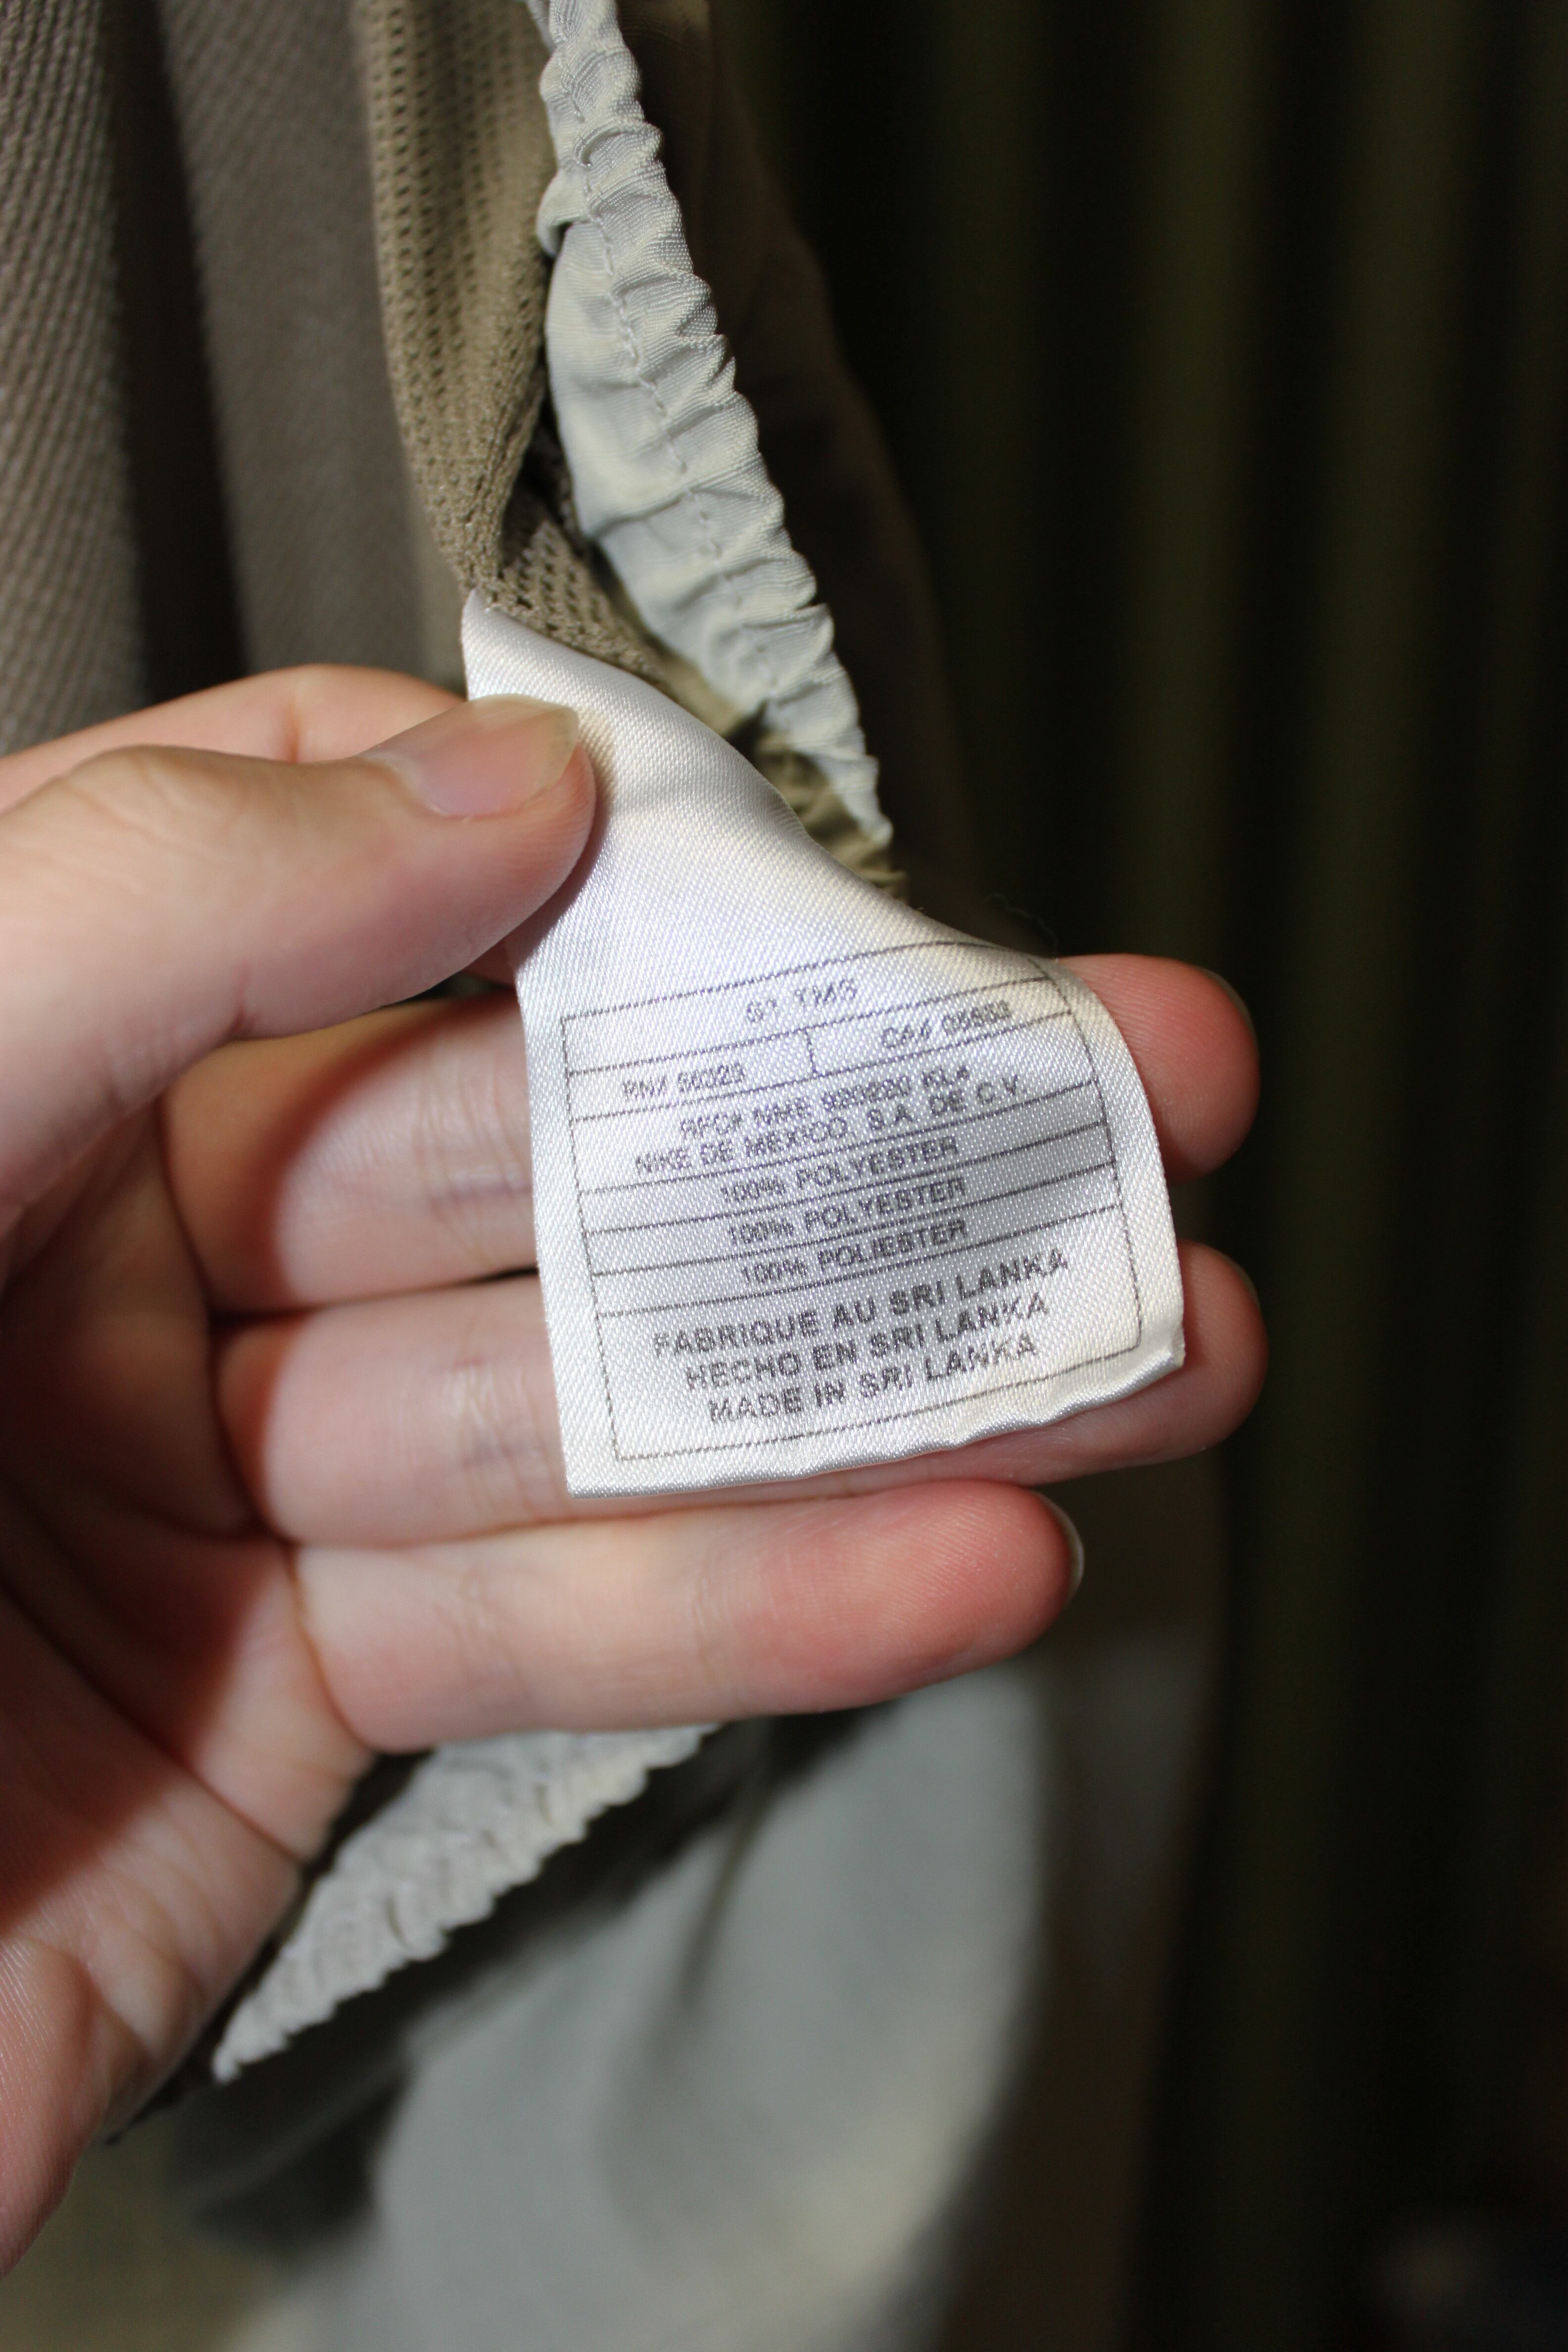 RN# 56323
NIKE DE MEXICO, S.A. DE C.V.
100% POLYESTER
100% POLYESTER
100% POLIESTER
FABRIQUE AU SRI LANKA
HECHO EN SRI LANKA
MADE IN SRI LANKA